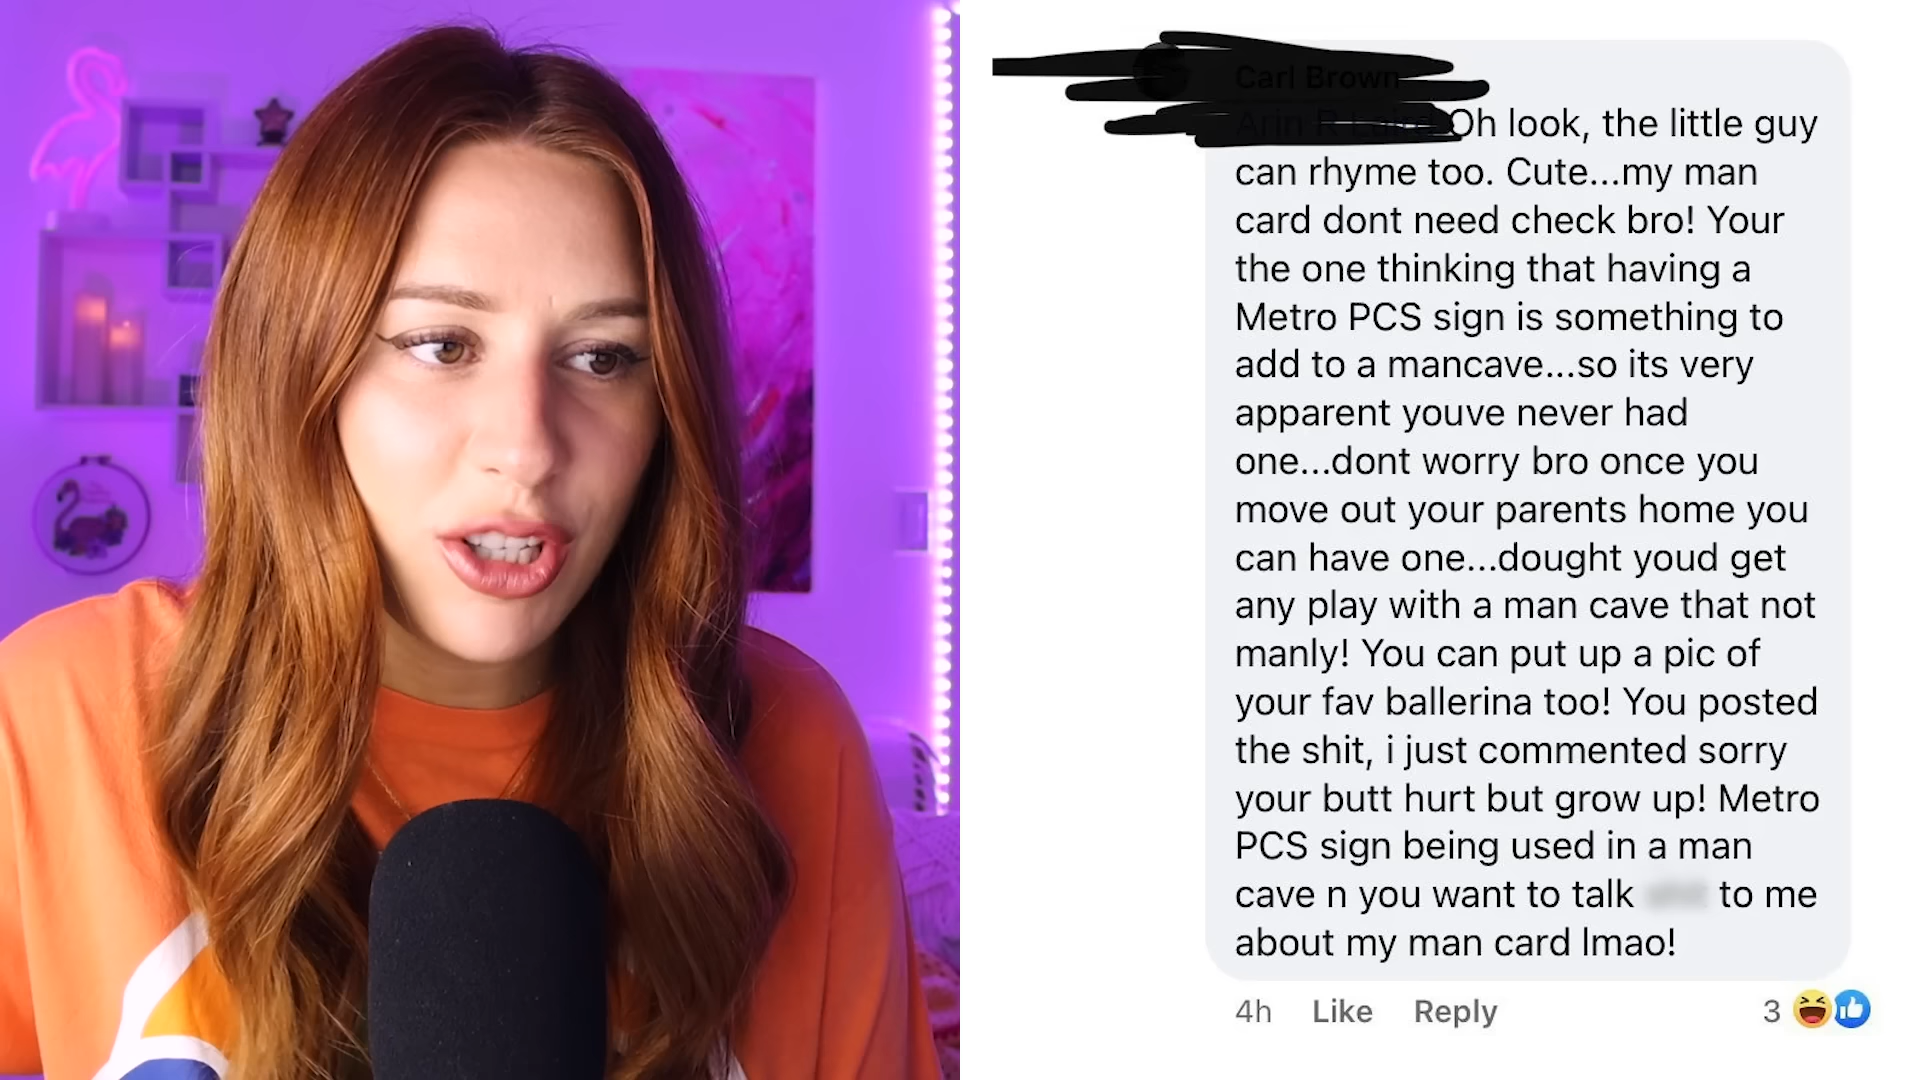 Carl Brown
Arin R Laird Oh look, the little guy
can rhyme too. Cute...my man
card dont need check bro! Your
the one thinking that having a
Metro PCS sign is something to
add to a mancave...so its very
apparent youve never had
one...dont worry bro once you
move out your parents home you
can have one...dought youd get
any play with a man cave that not
manly! You can put up a pic of
your fav ballerina too! You posted
the shit, i just commented sorry
your butt hurt but grow up! Metro
PCS sign being used in a man
cave n you want to talk to me
about my man card lmao!
4h Like Reply 3